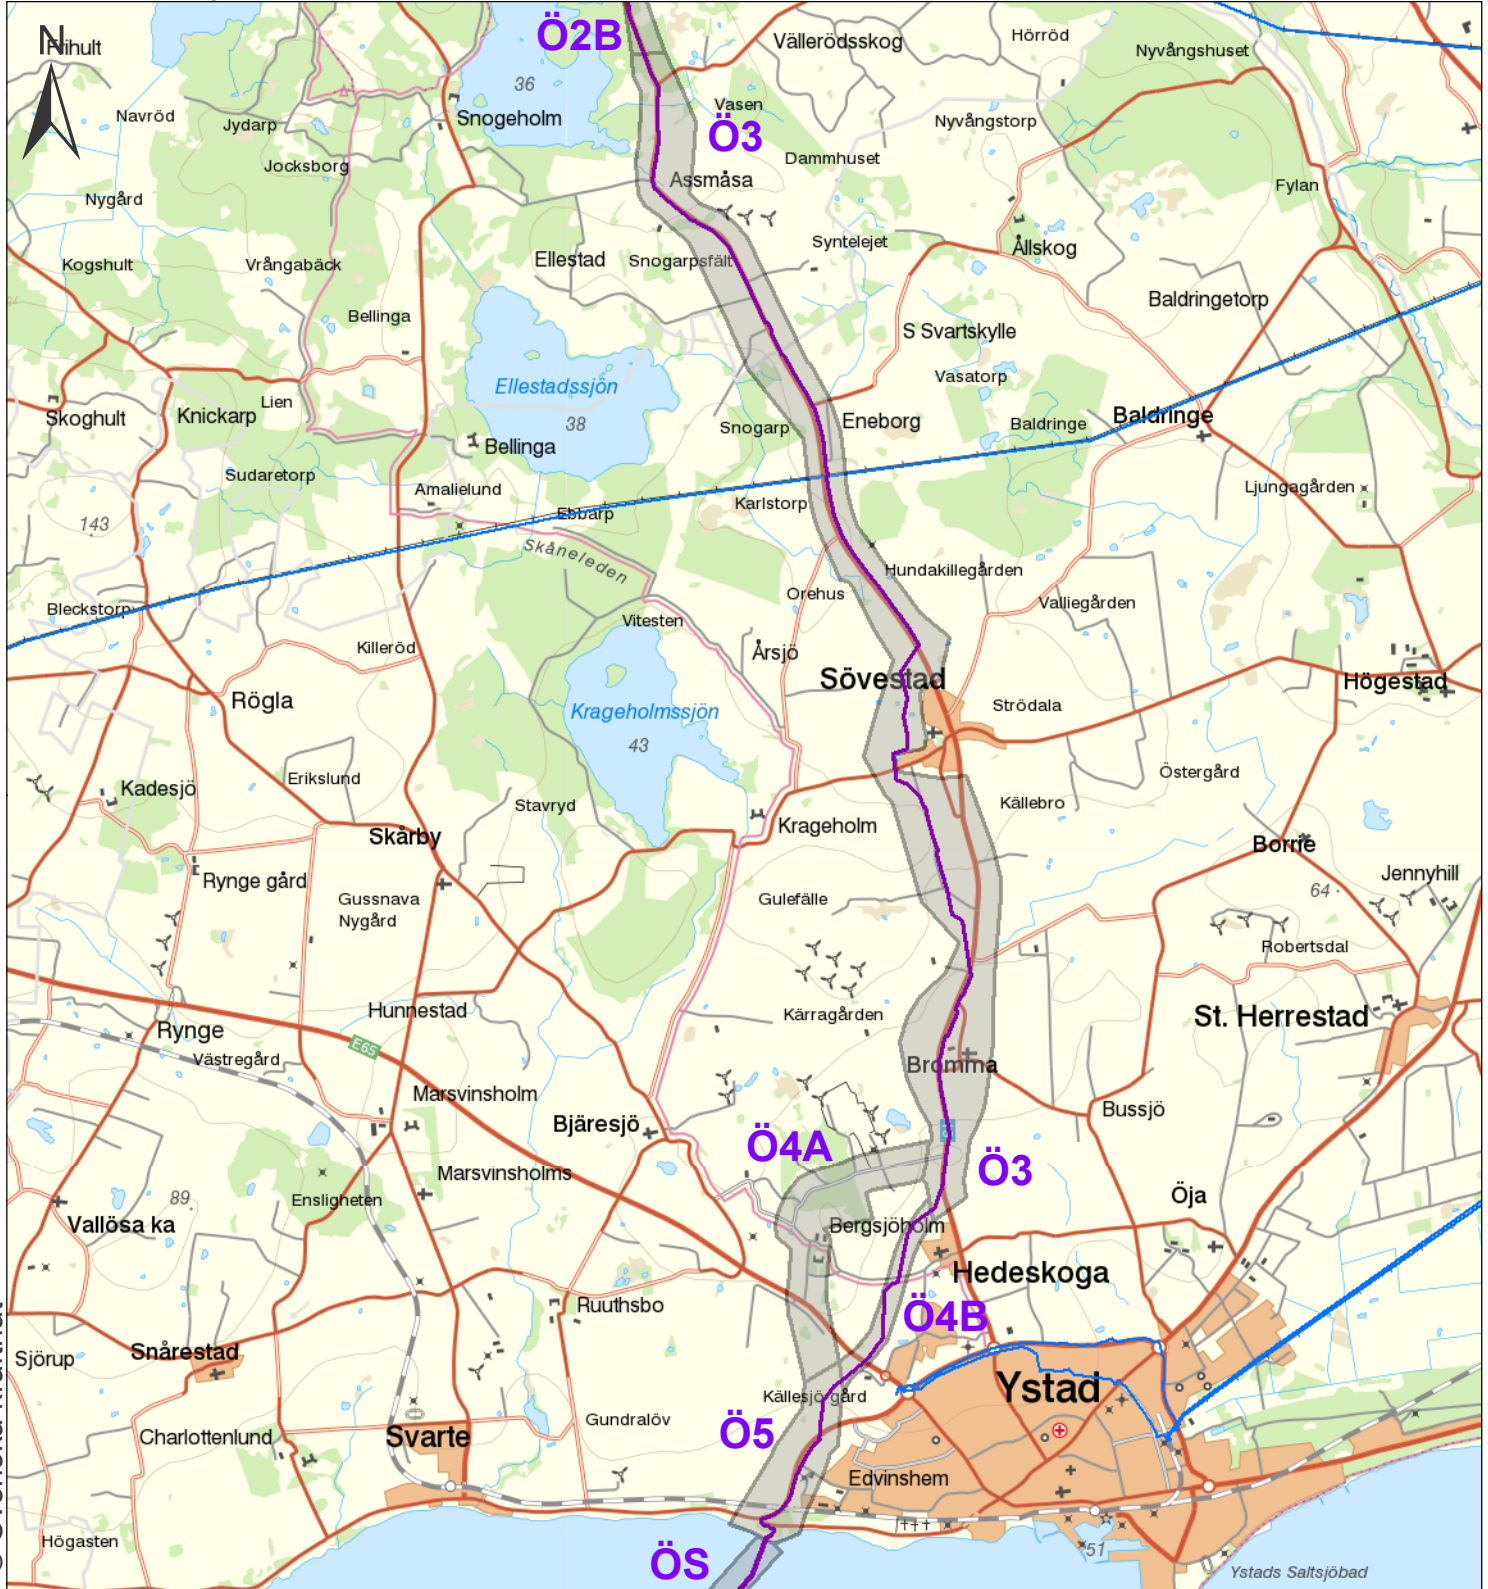 Ö2B
N
Frihult
Vällerödsskog
Hörröd
Nyvångshuset
36
Navröd
Jydarp
Snogeholm
Vasen
Ö3
Nyvångstorp
Jocksborg
Dammhuset
Assmåsa
Nygård
Fylan
Kogshult
Vrångabäck
Ellestad
Snogarpsfält
Syntelejet
Ållskog
Baldringetorp
Bellinga
S Svartskylle
Ellestadssjön
Vasatorp
Skoghult
Knickarp
Lien
38
Snogarp
Eneborg
Baldringe
Baldringe
Bellinga
Sudaretorp
Amalielund
Karlstorp
Ljungagården
143
Ebbarp
Skåneleden
Hundakillegården
Orehus
Valliegården
Bleckstorp
Vitesten
Killeröd
Årsjö
Sövestad
Högestad
Rögla
Krageholmssjön
Strödala
43
Kadesjö
Erikslund
Östergård
Stavryd
Källebro
Skårby
Krageholm
Borrie
Rynge gård
Jennyhill
Gussnava
Nygård
Gulefälle
64
Robertsdal
Hunnestad
Kärragården
St. Herrestad
Rynge
E65
Västregård
Bromma
Marsvinsholm
Bussjö
Bjäresjö
Ö4A
Marsvinsholms
Ö3
89
Ensligheten
Öja
Vallösa ka
Bergsjöholm
Hedeskoga
Ruuthsbo
Ö4B
Sjörup
Snårestad
Ystad
Källesjö gård
Gundralöv
Ö5
Charlottenlund
Svarte
Edvinshem
Högasten
ÖS
51
Ystads Saltsjöbad